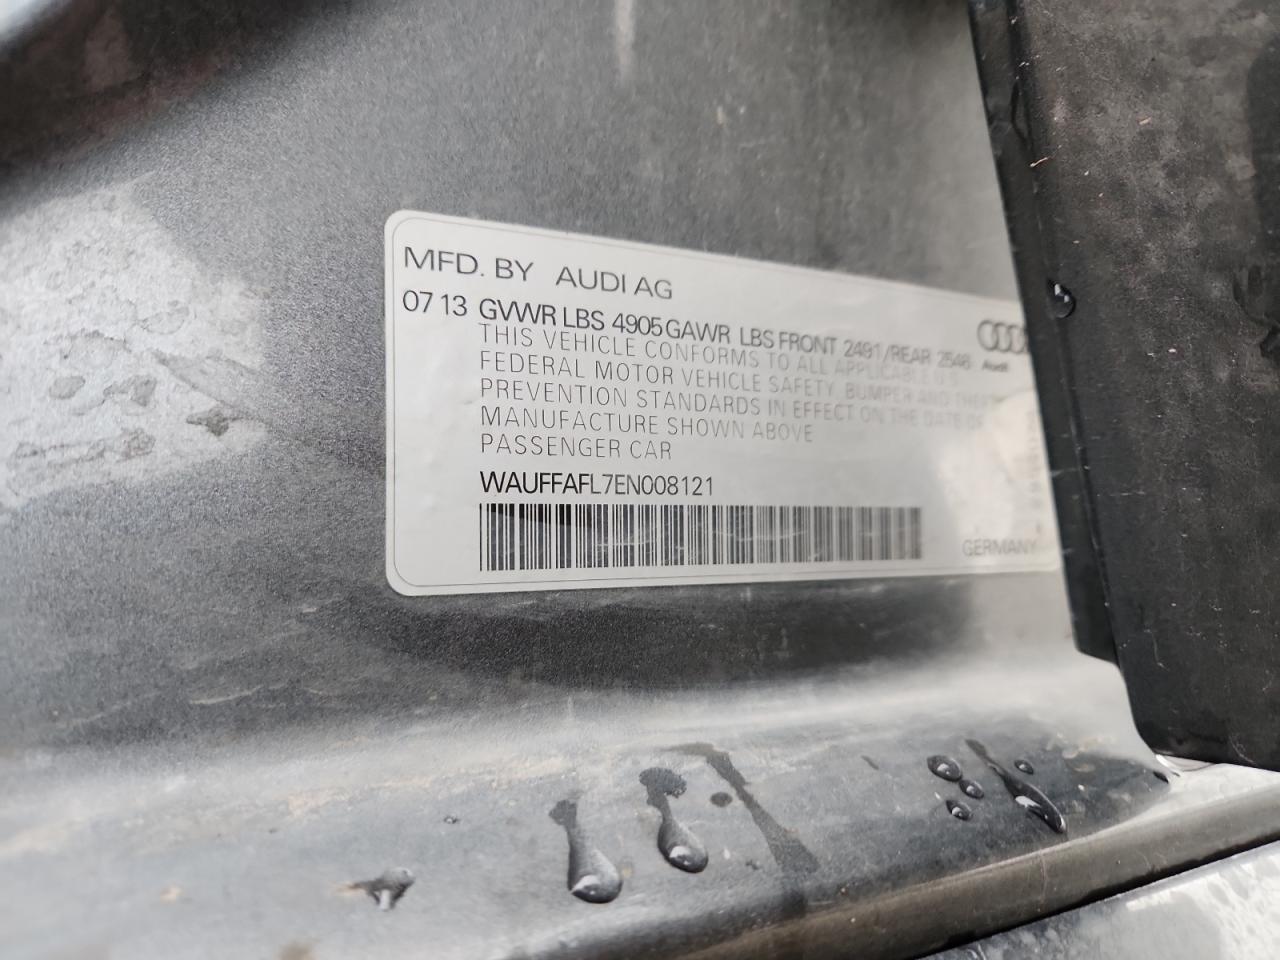 MFD. BY AUDI AG
07 13 GVWR LBS 4905 GAWR LBS FRONT 2491/REAR 2546
Audi
THIS VEHICLE CONFORMS TO ALL APPLICABLE U.S.
FEDERAL MOTOR VEHICLE SAFETY, BUMPER AND THEFT
PREVENTION STANDARDS IN EFFECT ON THE DATE OF
MANUFACTURE SHOWN ABOVE
PASSENGER CAR
WAUFFAFL7EN008121
GERMANY